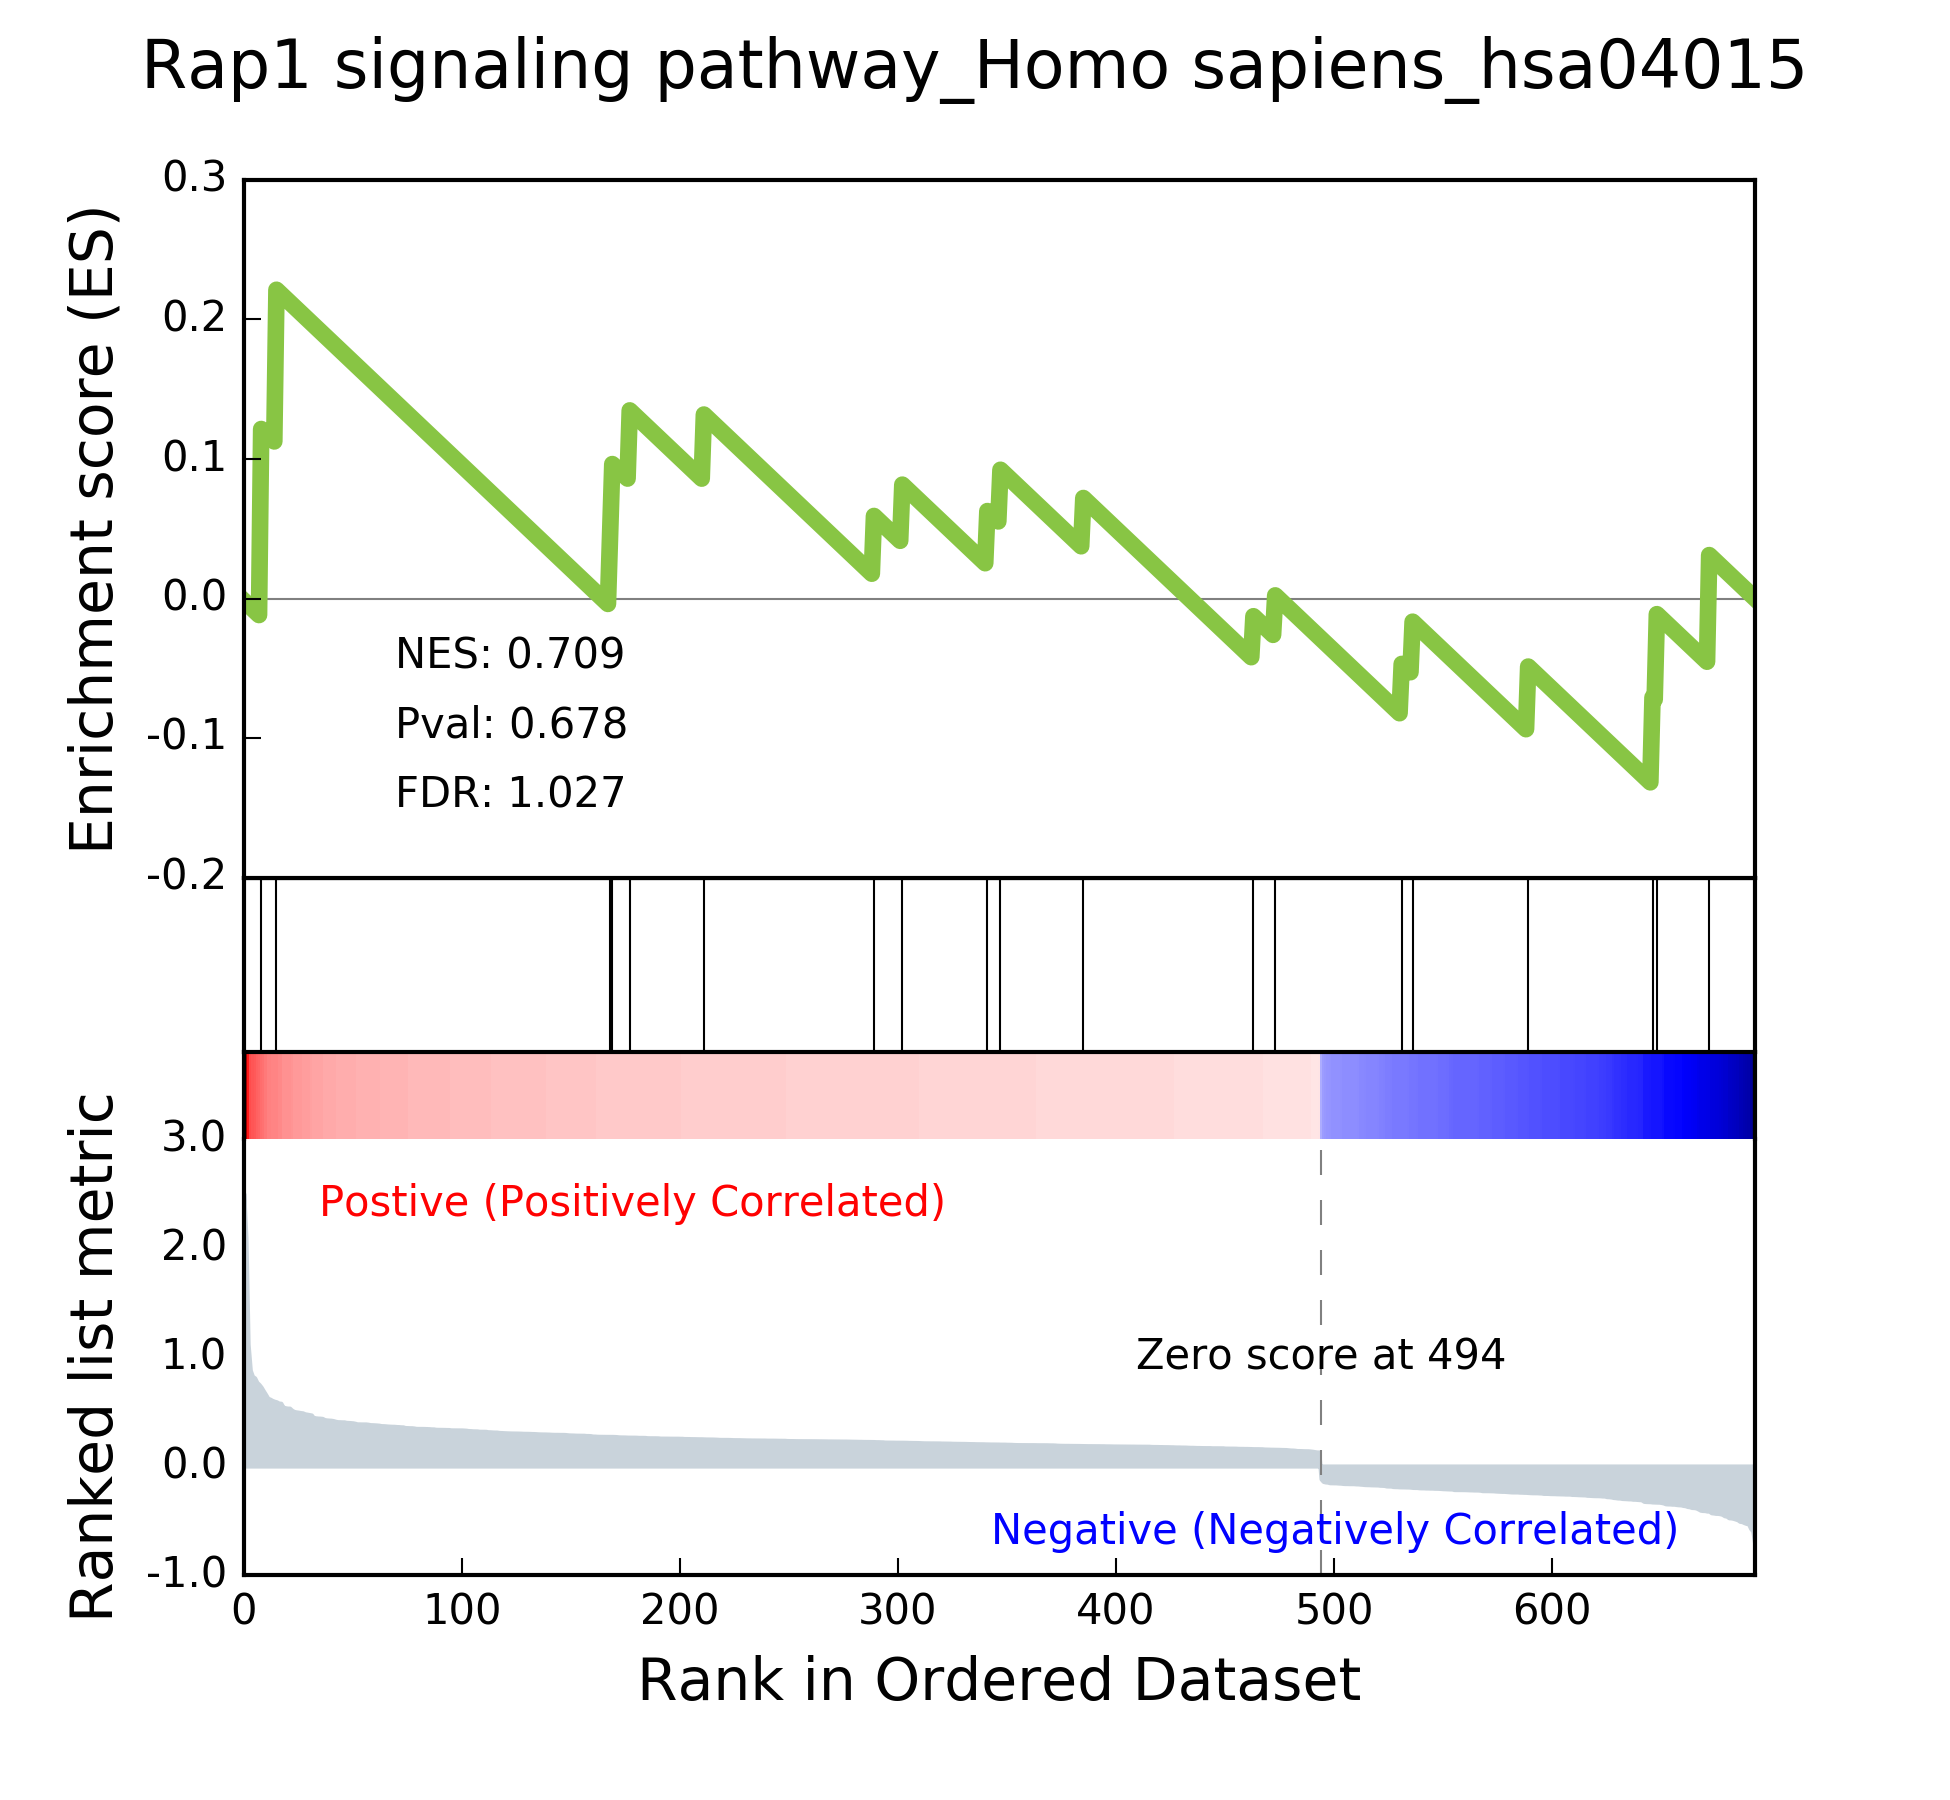 Rap1 signaling pathway_Homo sapiens_hsa04015
Enrichment score (ES)
0.3
0.2
0.1
0.0
-0.1
-0.2
NES: 0.709
Pval: 0.678
FDR: 1.027
Ranked list metric
3.0
2.0
1.0
0.0
-1.0
Postive (Positively Correlated)
Zero score at 494
Negative (Negatively Correlated)
0 100 200 300 400 500 600
Rank in Ordered Dataset